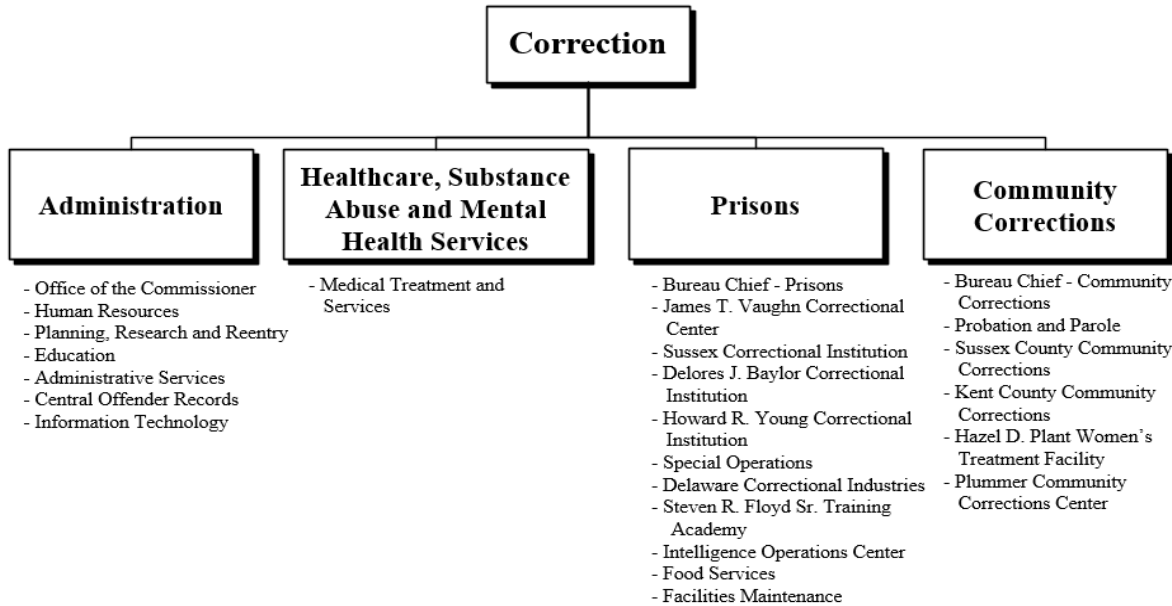 Correction
Administration
- Office of the Commissioner
- Human Resources
- Planning, Research and Reentry
- Education
- Administrative Services
- Central Offender Records
- Information Technology
Healthcare, Substance
Abuse and Mental
Health Services
- Medical Treatment and
Services
Prisons
- Bureau Chief - Prisons
- James T. Vaughn Correctional
Center
- Sussex Correctional Institution
- Delores J. Baylor Correctional
Institution
- Howard R. Young Correctional
Institution
- Special Operations
- Delaware Correctional Industries
- Steven R. Floyd Sr. Training
Academy
- Intelligence Operations Center
- Food Services
- Facilities Maintenance
Community
Corrections
- Bureau Chief - Community
Corrections
- Probation and Parole
- Sussex County Community
Corrections
- Kent County Community
Corrections
- Hazel D. Plant Women’s
Treatment Facility
- Plummer Community
Corrections Center